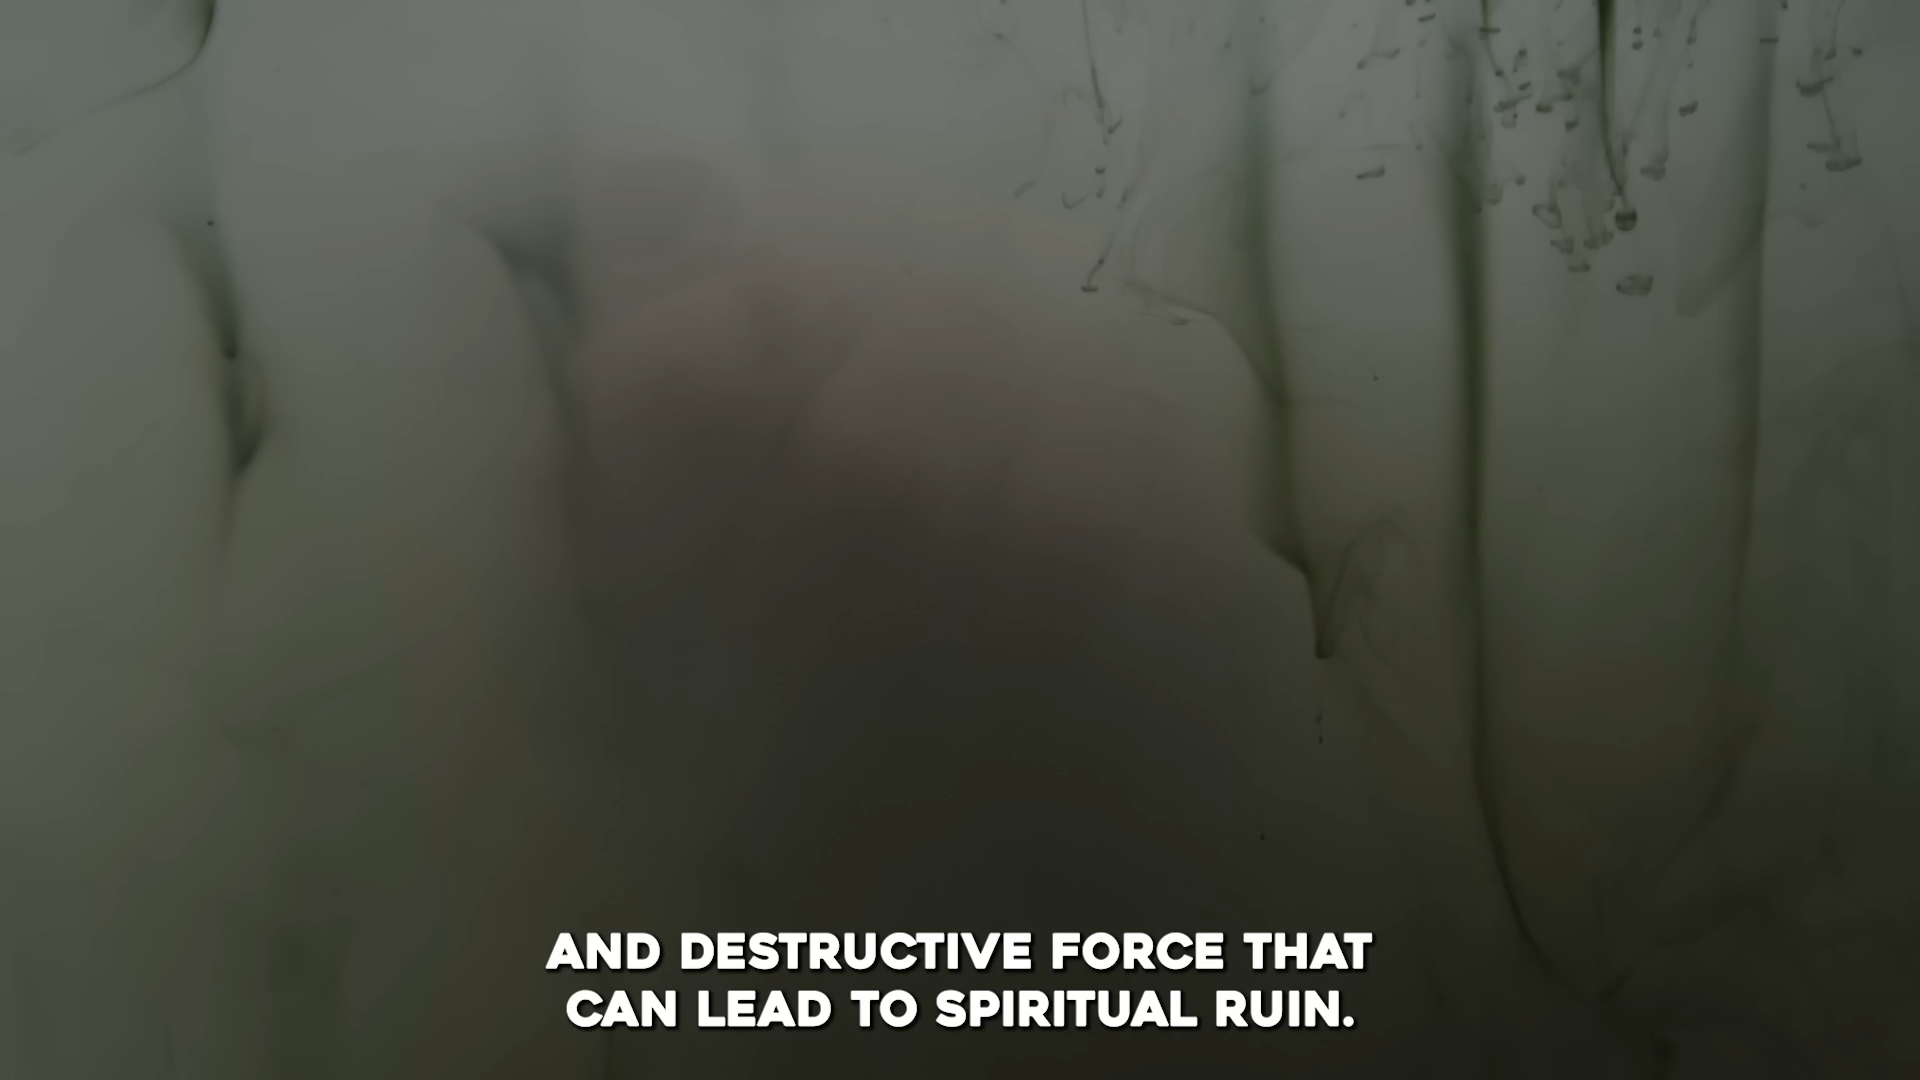 AND DESTRUCTIVE FORCE THAT
CAN LEAD TO SPIRITUAL RUIN.